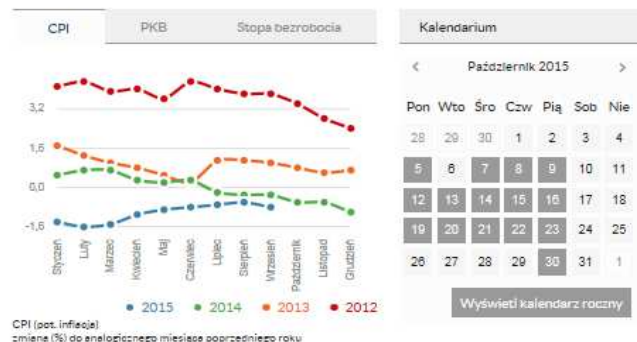 CPI PKB Stopa bezrobocia
3,2
1,6
0,0
-1,6
Styczeń Luty Marzec Kwiecień Maj Czerwiec Lipiec Sierpień Wrzesień Październik Listopad Grudzień
2015 2014 2013 2012
CPI (pot. inflacja)
zmiana (%) do analogicznego miesiąca poprzedniego roku
Kalendarium
< Październik 2015 >
Pon Wto Śro Czw Pią Sob Nie
28 29 30 1 2 3 4
5 6 7 8 9 10 11
12 13 14 15 16 17 18
19 20 21 22 23 24 25
26 27 28 29 30 31 1
Wyświetl kalendarz roczny